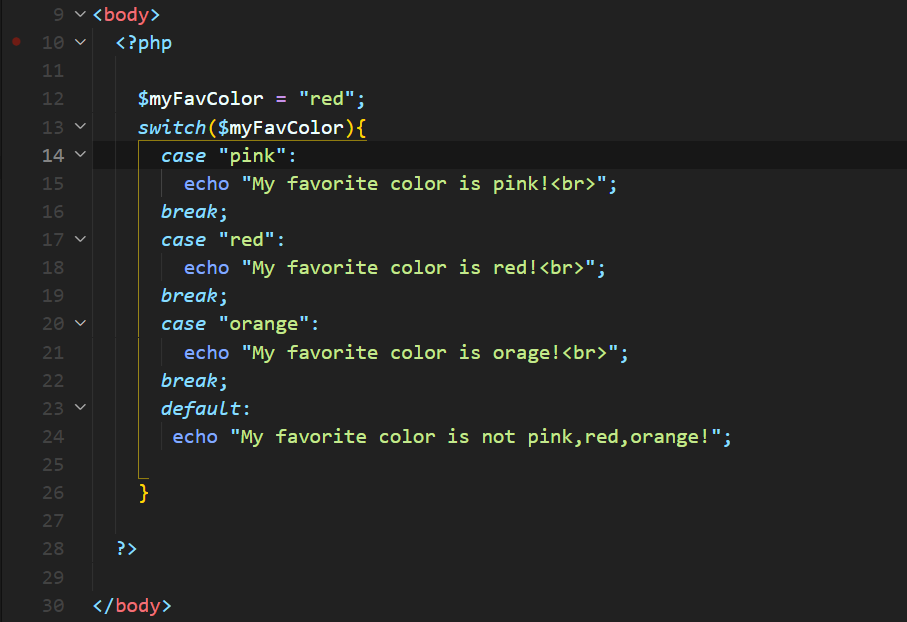 9 <body>
10 <?php
11
12 $myFavColor = "red";
13 switch($myFavColor){
14 case "pink":
15 echo "My favorite color is pink!<br>";
16 break;
17 case "red":
18 echo "My favorite color is red!<br>";
19 break;
20 case "orange":
21 echo "My favorite color is orage!<br>";
22 break;
23 default:
24 echo "My favorite color is not pink,red,orange!";
25
26 }
27
28 ?>
29
30 </body>